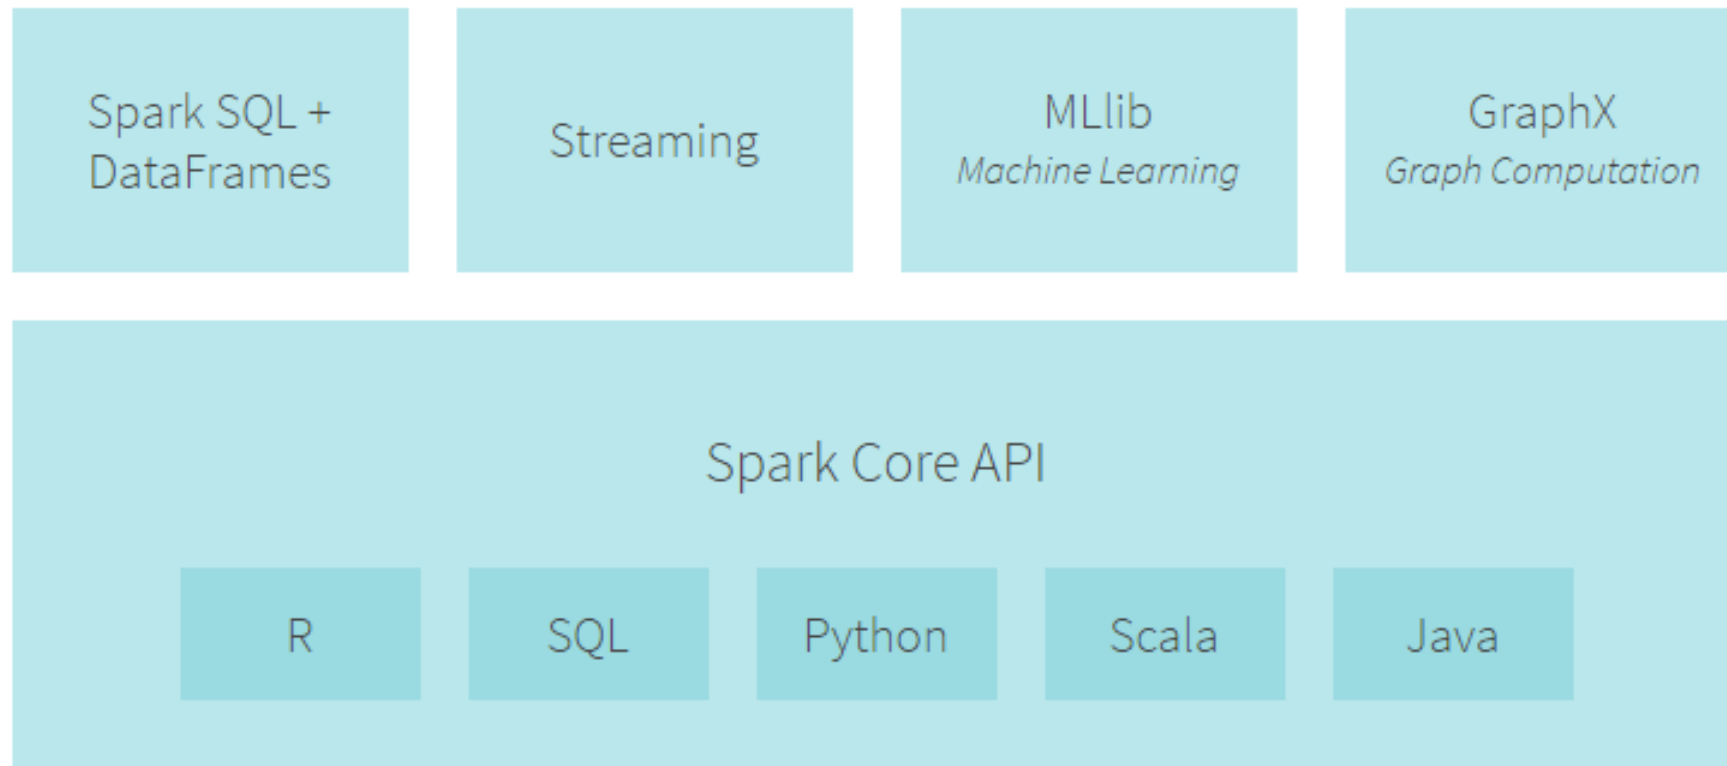 Spark SQL +
DataFrames
Streaming
MLlib
Machine Learning
GraphX
Graph Computation
Spark Core API
R
SQL
Python
Scala
Java